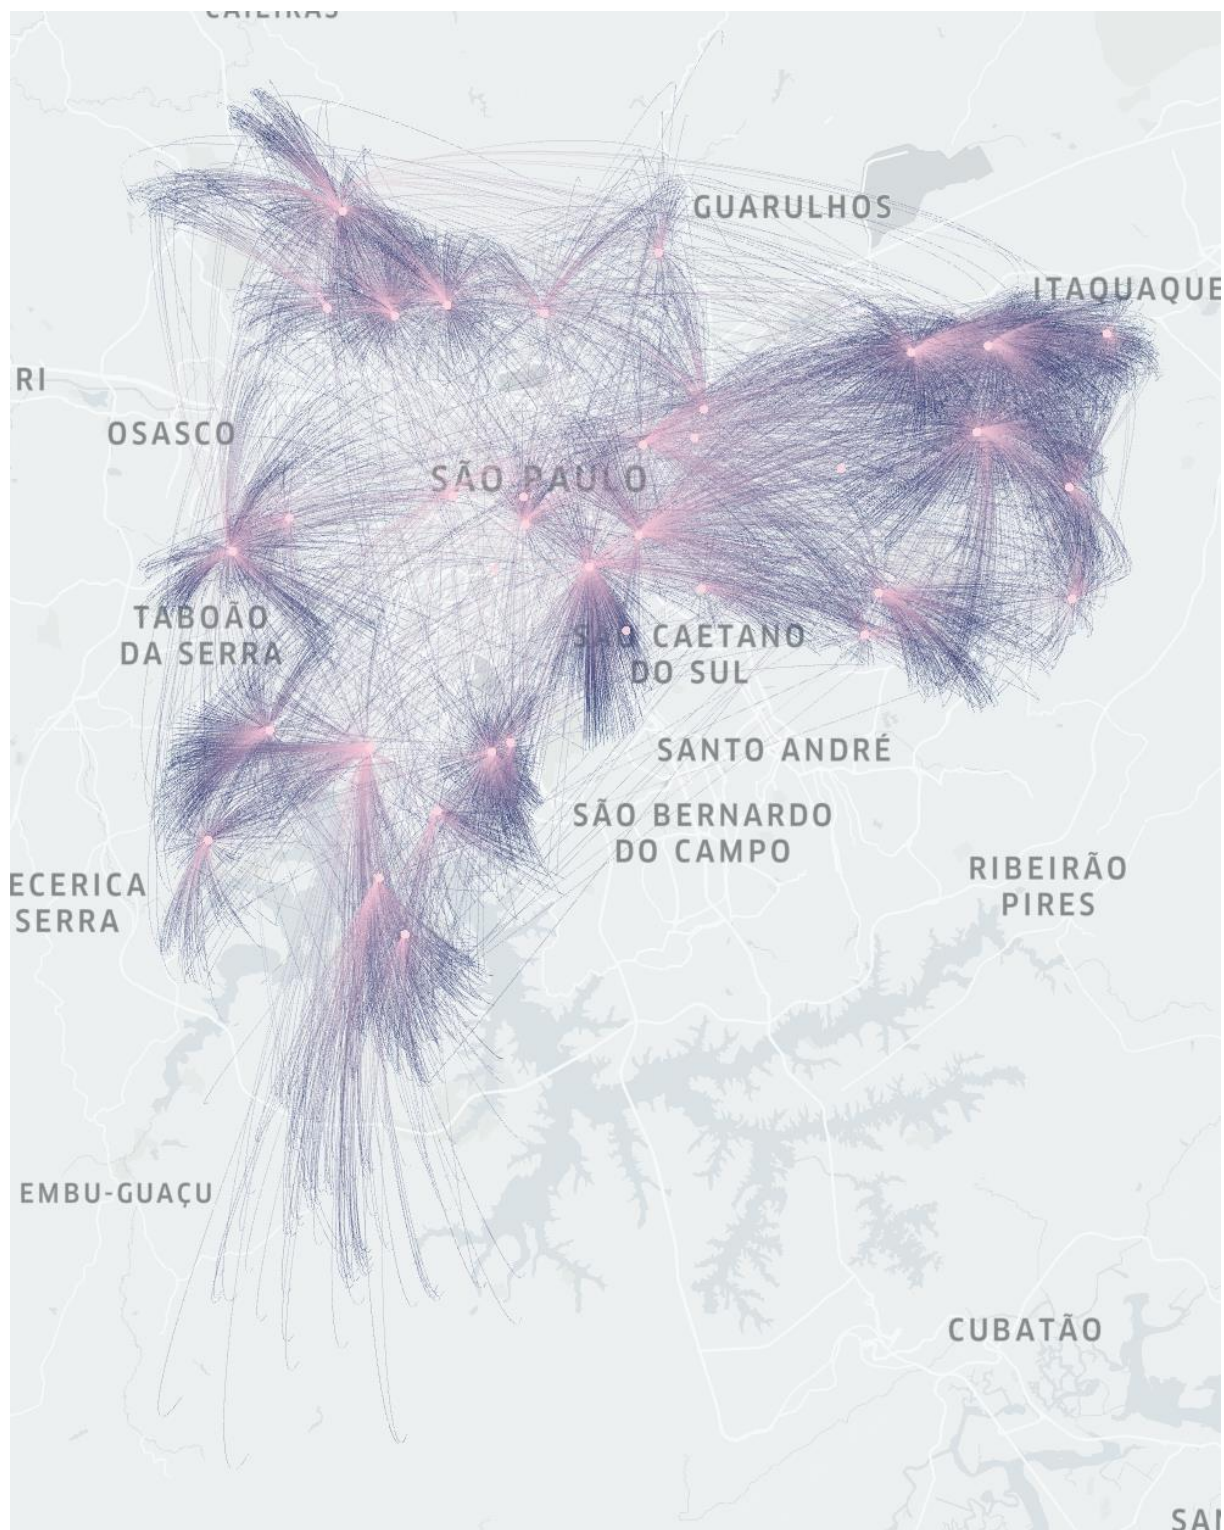 GUARULHOS
ITAQUAQUE
RI
OSASCO
SÃO PAULO
TABOÃO
DA SERRA
SÃO CAETANO
DO SUL
SANTO ANDRÉ
SÃO BERNARDO
DO CAMPO
ECERICA
SERRA
RIBEIRÃO
PIRES
EMBU-GUAÇU
CUBATÃO